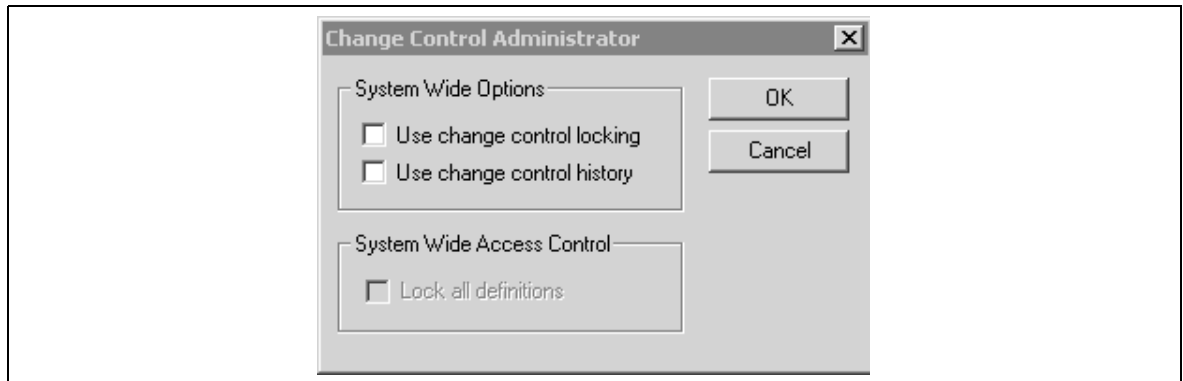 Change Control Administrator
System Wide Options
Use change control locking
Use change control history
OK
Cancel
System Wide Access Control
Lock all definitions